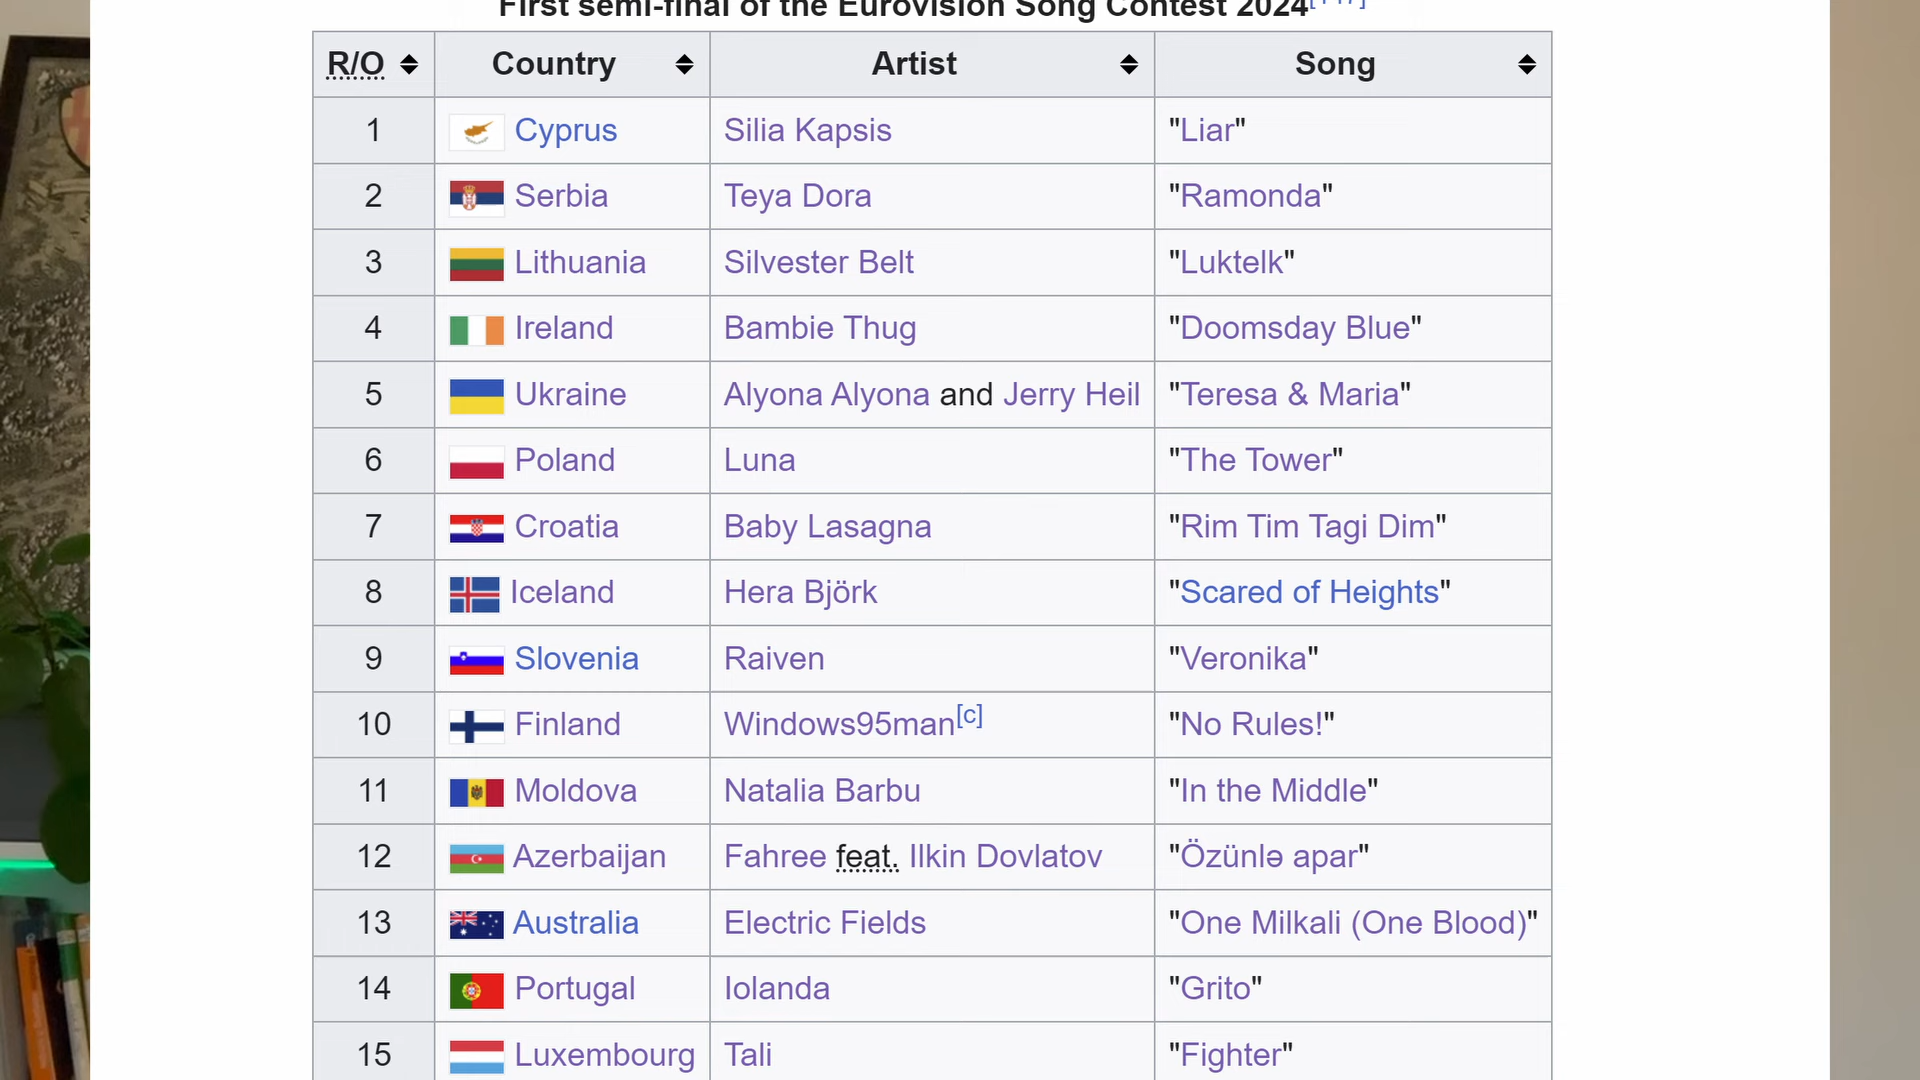 First semi-final of the Eurovision Song Contest 2024
R/O Country Artist Song
1 Cyprus Silia Kapsis "Liar"
2 Serbia Teya Dora "Ramonda"
3 Lithuania Silvester Belt "Luktelk"
4 Ireland Bambie Thug "Doomsday Blue"
5 Ukraine Alyona Alyona and Jerry Heil "Teresa & Maria"
6 Poland Luna "The Tower"
7 Croatia Baby Lasagna "Rim Tim Tagi Dim"
8 Iceland Hera Björk "Scared of Heights"
9 Slovenia Raiven "Veronika"
10 Finland Windows95man[c] "No Rules!"
11 Moldova Natalia Barbu "In the Middle"
12 Azerbaijan Fahree feat. Ilkin Dovlatov "Özünlə apar"
13 Australia Electric Fields "One Milkali (One Blood)"
14 Portugal Iolanda "Grito"
15 Luxembourg Tali "Fighter"